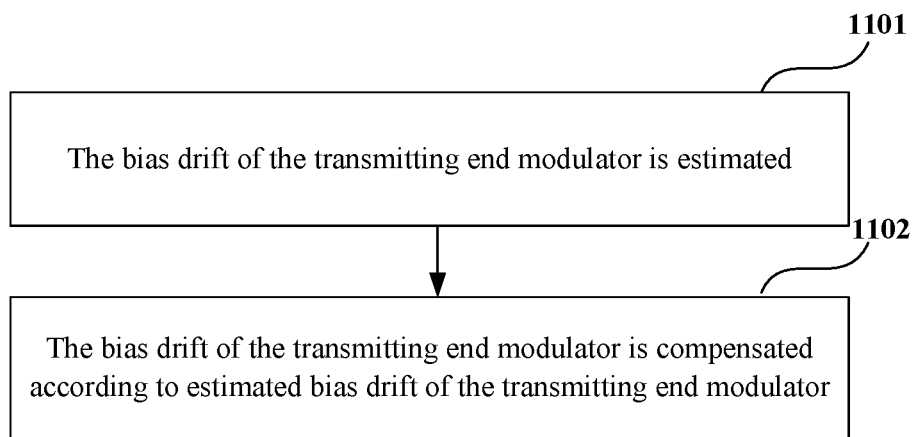 1101
The bias drift of the transmitting end modulator is estimated
1102
The bias drift of the transmitting end modulator is compensated
according to estimated bias drift of the transmitting end modulator